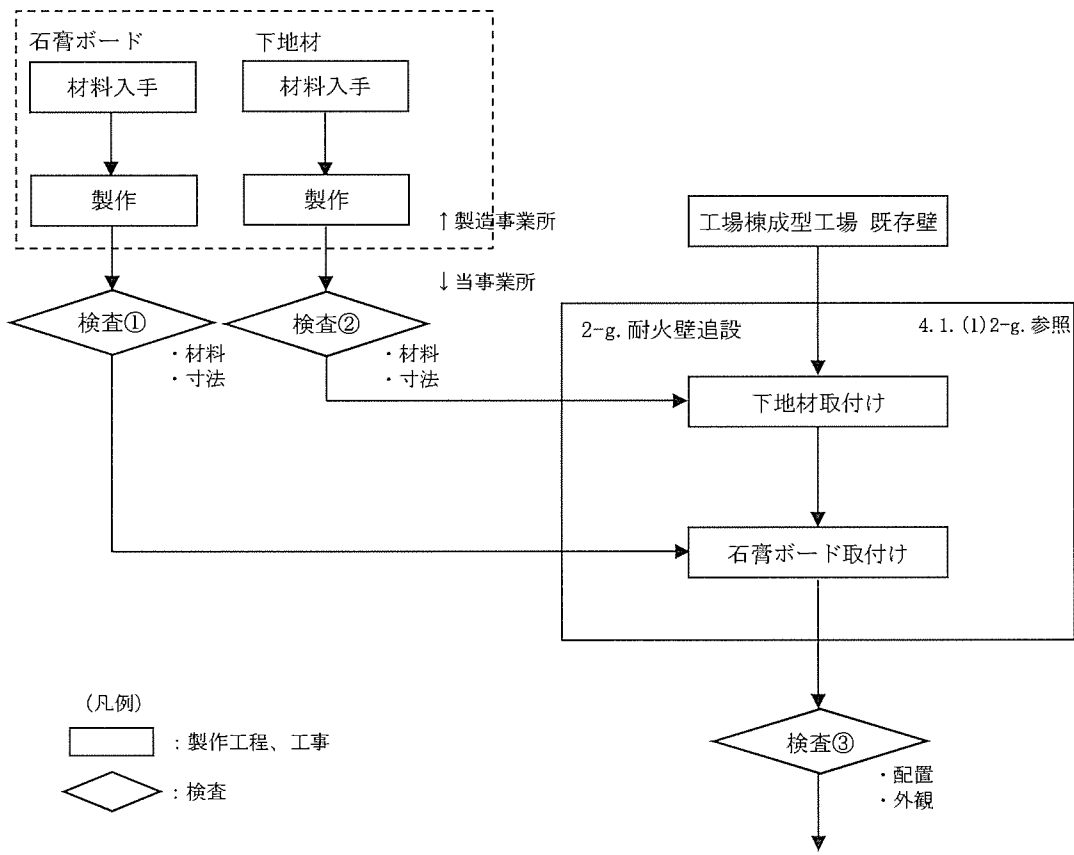 石膏ボード
下地材
材料入手
材料入手
製作
製作
↑製造事業所
↓当事業所
検査①
・材料
・寸法
検査②
・材料
・寸法
工場棟成型工場 既存壁
2-g.耐火壁追設
4.1.(1)2-g.参照
下地材取付け
石膏ボード取付け
検査③
・配置
・外観
(凡例)
：製作工程、工事
：検査